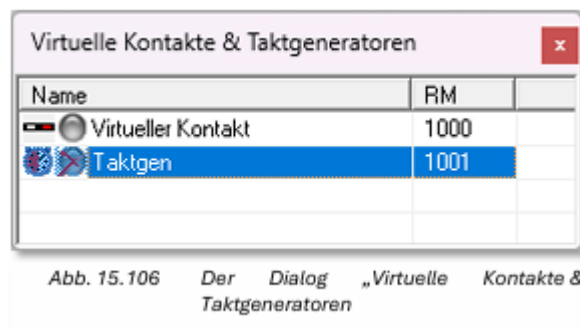 Virtuelle Kontakte & Taktgeneratoren x
Name RM
Virtueller Kontakt 1000
Taktgen 1001
Abb. 15.106 Der Dialog „Virtuelle Kontakte &
Taktgeneratoren